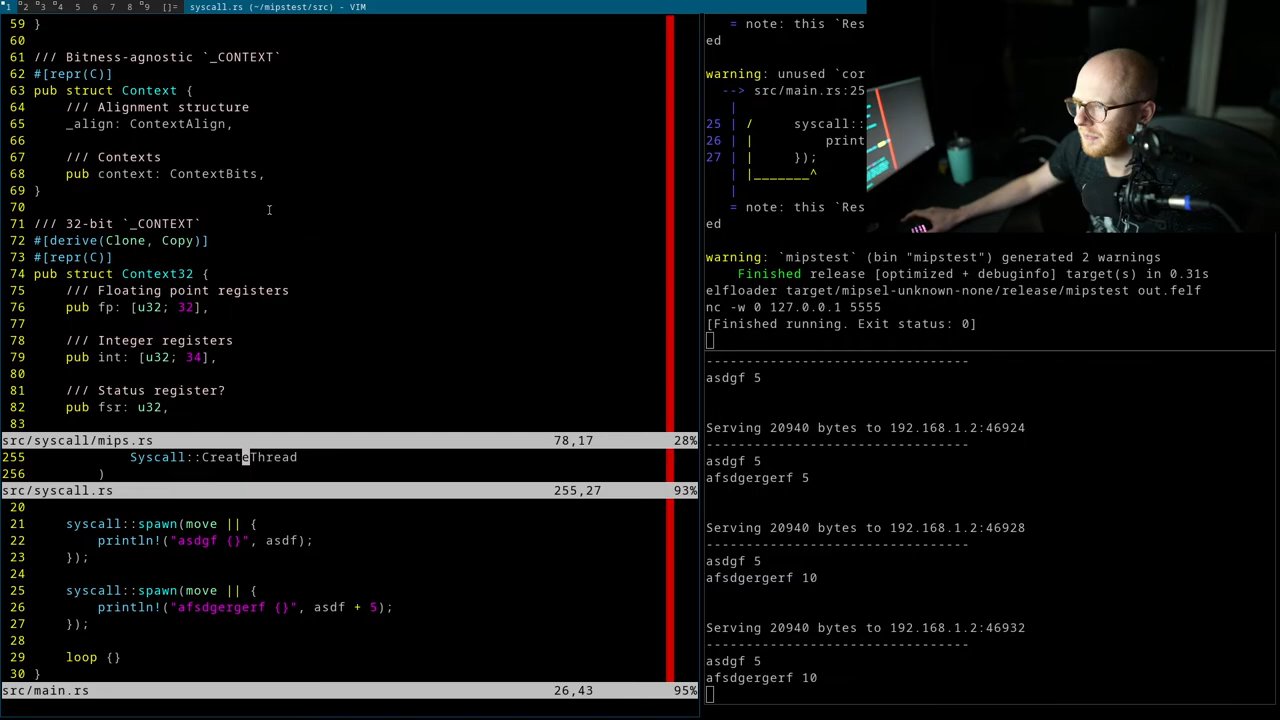 1 2 3 4 5 6 7 8 9 []= syscall.rs (~/mipstest/src) - VIM
59 }
60
61 /// Bitness-agnostic `_CONTEXT`
62 #[repr(C)]
63 pub struct Context {
64 /// Alignment structure
65 _align: ContextAlign,
66
67 /// Contexts
68 pub context: ContextBits,
69 }
70
71 /// 32-bit `_CONTEXT`
72 #[derive(Clone, Copy)]
73 #[repr(C)]
74 pub struct Context32 {
75 /// Floating point registers
76 pub fp: [u32; 32],
77
78 /// Integer registers
79 pub int: [u32; 34],
80
81 /// Status register?
82 pub fsr: u32,
83
src/syscall/mips.rs 78,17 28%
255 Syscall::CreateThread
256 )
src/syscall.rs 255,27 93%
20
21 syscall::spawn(move || {
22 println!("asdgf {}", asdf);
23 });
24
25 syscall::spawn(move || {
26 println!("afsdgergerf {}", asdf + 5);
27 });
28
29 loop {}
30 }
src/main.rs 26,43 95%
= note: this `Res
ed
warning: unused `cor
--> src/main.rs:25
|
25 | / syscall::
26 | | print
27 | | });
| |_______^
|
= note: this `Res
ed
warning: `mipstest` (bin "mipstest") generated 2 warnings
Finished release [optimized + debuginfo] target(s) in 0.31s
elfloader target/mipsel-unknown-none/release/mipstest out.felf
nc -w 0 127.0.0.1 5555
[Finished running. Exit status: 0]
---------------------------------
asdgf 5
Serving 20940 bytes to 192.168.1.2:46924
---------------------------------
asdgf 5
afsdgergerf 5
Serving 20940 bytes to 192.168.1.2:46928
---------------------------------
asdgf 5
afsdgergerf 10
Serving 20940 bytes to 192.168.1.2:46932
---------------------------------
asdgf 5
afsdgergerf 10